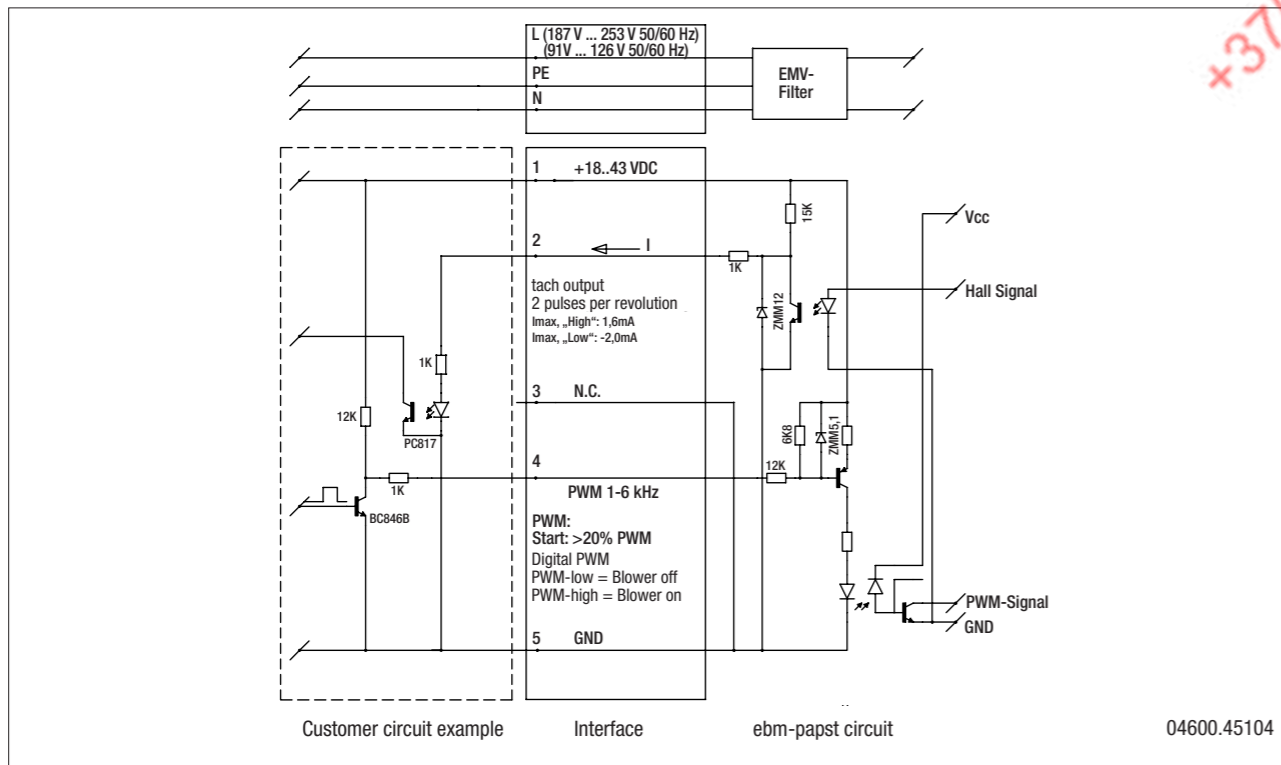 L (187 V ... 253 V 50/60 Hz)
(91V ... 126 V 50/60 Hz)
PE
N
EMV-
Filter
+37
1
+18..43 VDC
15K
Vcc
2
I
1K
Hall Signal
tach output
2 pulses per revolution
Imax, „High“: 1,6mA
Imax, „Low“: -2,0mA
ZMM12
1K
3
N.C.
12K
PC817
6K8
ZMM5,1
4
12K
1K
PWM 1-6 kHz
BC846B
PWM:
Start: >20% PWM
Digital PWM
PWM-low = Blower off
PWM-high = Blower on
PWM-Signal
GND
5
GND
Customer circuit example
Interface
ebm-papst circuit
04600.45104